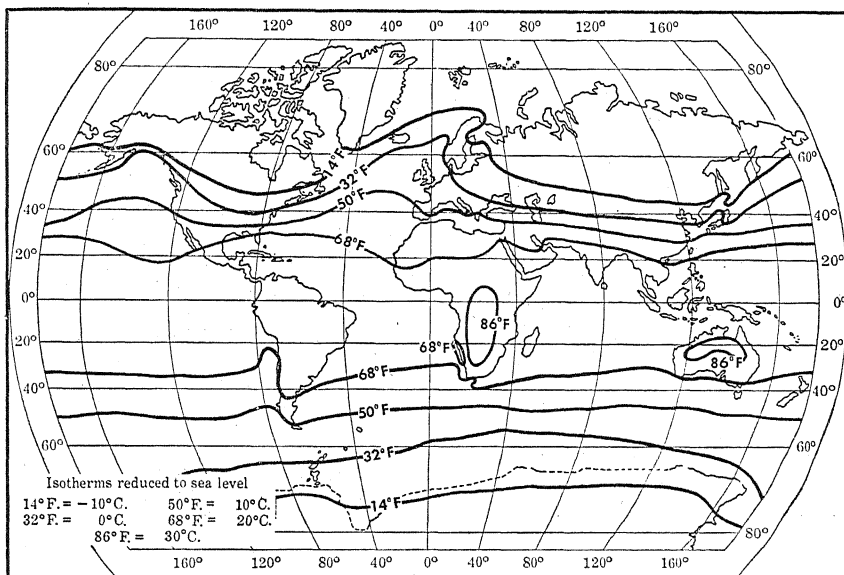 160° 120° 80° 40° 0° 40° 80° 120° 160°
80° 80°
60° 60°
14°F
32°F
50°F
40° 40°
68°F
20° 20°
0° 0°
86°F
68°F
20° 20°
86°F
68°F
40° 40°
50°F
60° 60°
32°F
Isotherms reduced to sea level
14°F. = −10°C. 50°F. = 10°C.
32°F. = 0°C. 68°F. = 20°C.
86°F. = 30°C.
14°F
80°
160° 120° 80° 40° 0° 40° 80° 120° 160°